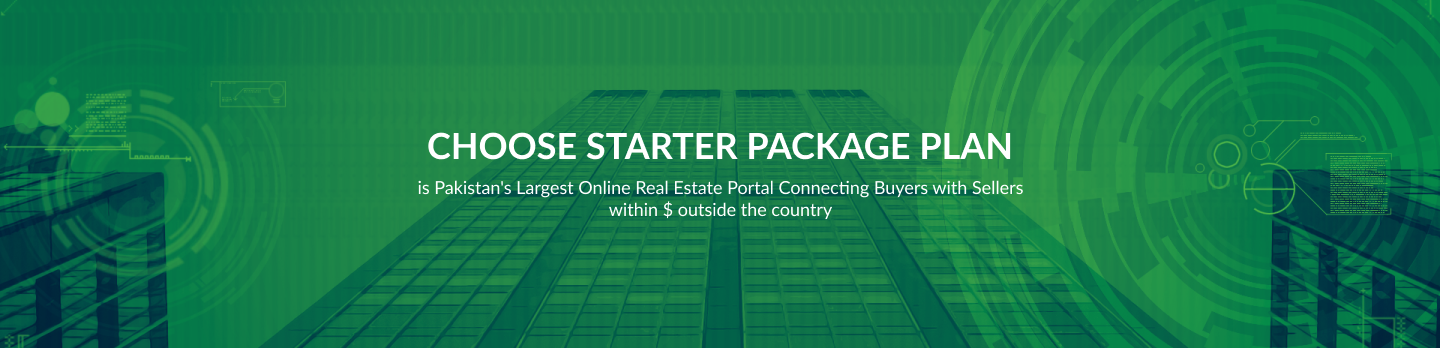 CHOOSE STARTER PACKAGE PLAN
is Pakistan's Largest Online Real Estate Portal Connecting Buyers with Sellers
within $ outside the country